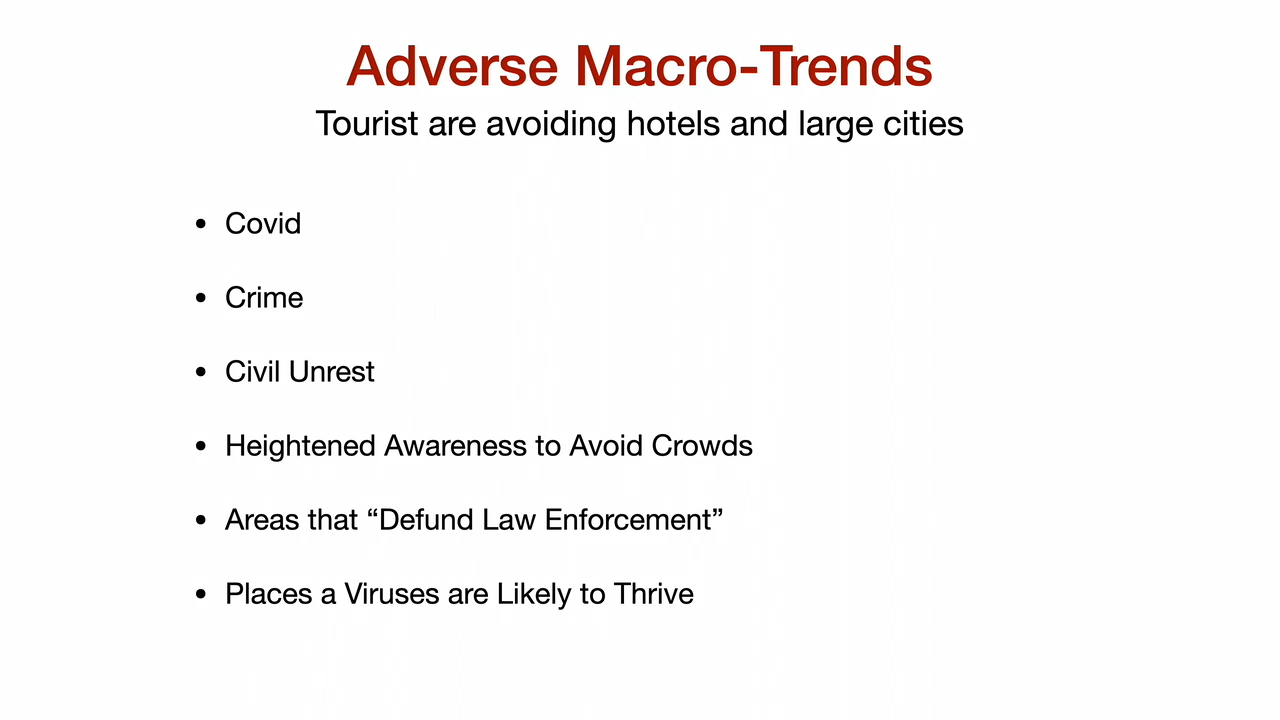 Adverse Macro-Trends
Tourist are avoiding hotels and large cities
• Covid
• Crime
• Civil Unrest
• Heightened Awareness to Avoid Crowds
• Areas that “Defund Law Enforcement”
• Places a Viruses are Likely to Thrive